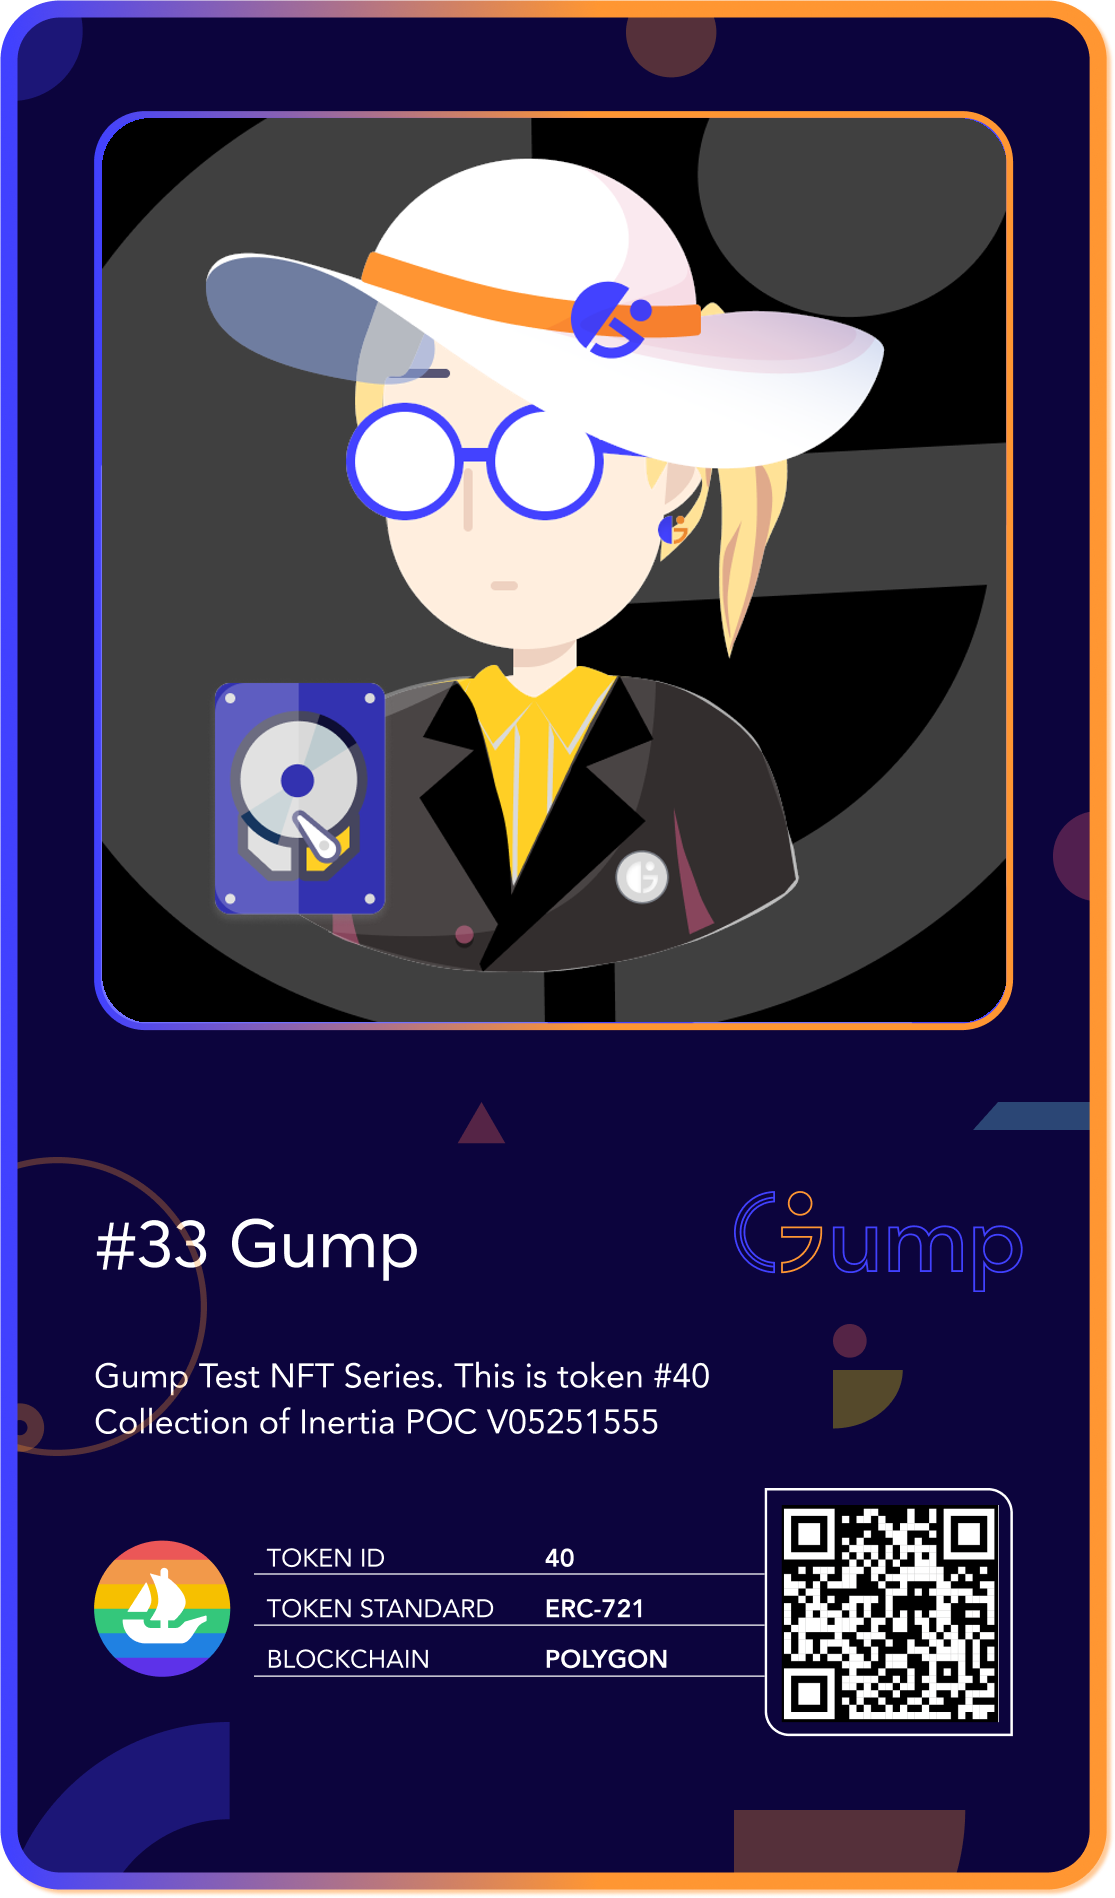 #33 Gump
Gump
Gump Test NFT Series. This is token #40
Collection of Inertia POC V05251555
TOKEN ID 40
TOKEN STANDARD ERC-721
BLOCKCHAIN POLYGON